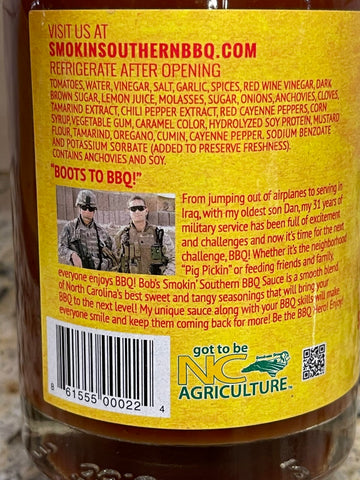 VISIT US AT
SMOKINSOUTHERNBBQ.COM
REFRIGERATE AFTER OPENING
TOMATOES, WATER, VINEGAR, SALT, GARLIC, SPICES, RED WINE VINEGAR, DARK
BROWN SUGAR, LEMON JUICE, MOLASSES, SUGAR, ONIONS, ANCHOVIES, CLOVES,
TAMARIND EXTRACT, CHILI PEPPER EXTRACT, RED CAYENNE PEPPERS, CORN
SYRUP, VEGETABLE GUM, CARAMEL COLOR, HYDROLYZED SOY PROTEIN, MUSTARD
FLOUR, TAMARIND, OREGANO, CUMIN, CAYENNE PEPPER, SODIUM BENZOATE
AND POTASSIUM SORBATE (ADDED TO PRESERVE FRESHNESS).
CONTAINS ANCHOVIES AND SOY.
"BOOTS TO BBQ!"
From jumping out of airplanes to serving in
Iraq, with my oldest son Dan, my 31 years of
military service has been full of excitement
and challenges and now it's time for the next
challenge, BBQ! Whether it's the neighborhood
"Pig Pickin" or feeding friends and family,
everyone enjoys BBQ! Bob's Smokin' Southern BBQ Sauce is a smooth blend
of North Carolina's best sweet and tangy seasonings that will bring your
BBQ to the next level! My unique sauce along with your BBQ skills will make
everyone smile and keep them coming back for more! Be the BBQ Hero! Enjoy!
got to be
NC
AGRICULTURE
TM
8 61555 00022 4